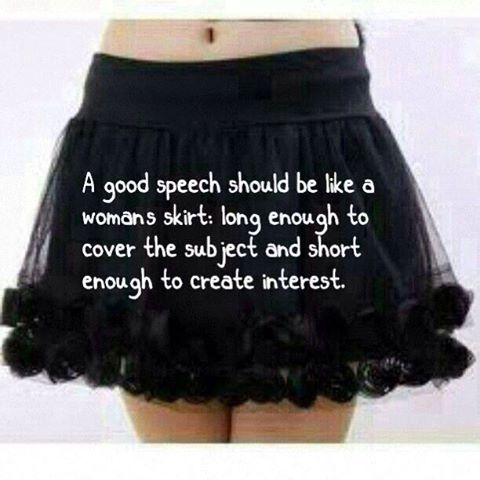 A good speech should be like a
womans skirt: long enough to
cover the subject and short
enough to create interest.